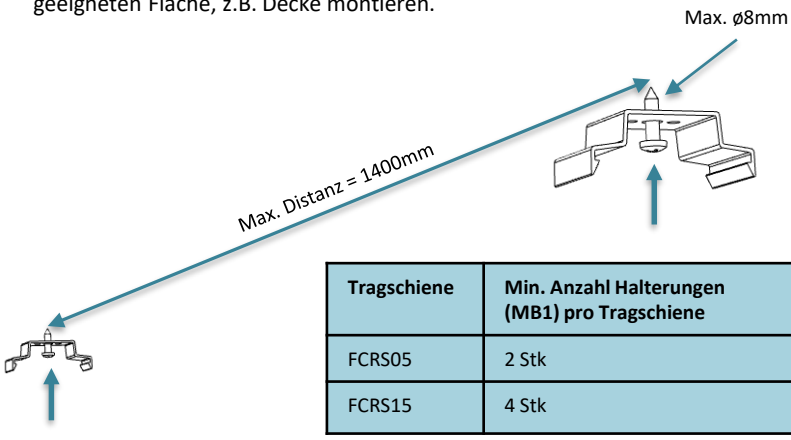 geeigneten Fläche, z.B. Decke montieren.
Max. ø8mm
Max. Distanz = 1400mm
Tragschiene
Min. Anzahl Halterungen
(MB1) pro Tragschiene
FCRS05
2 Stk
FCRS15
4 Stk